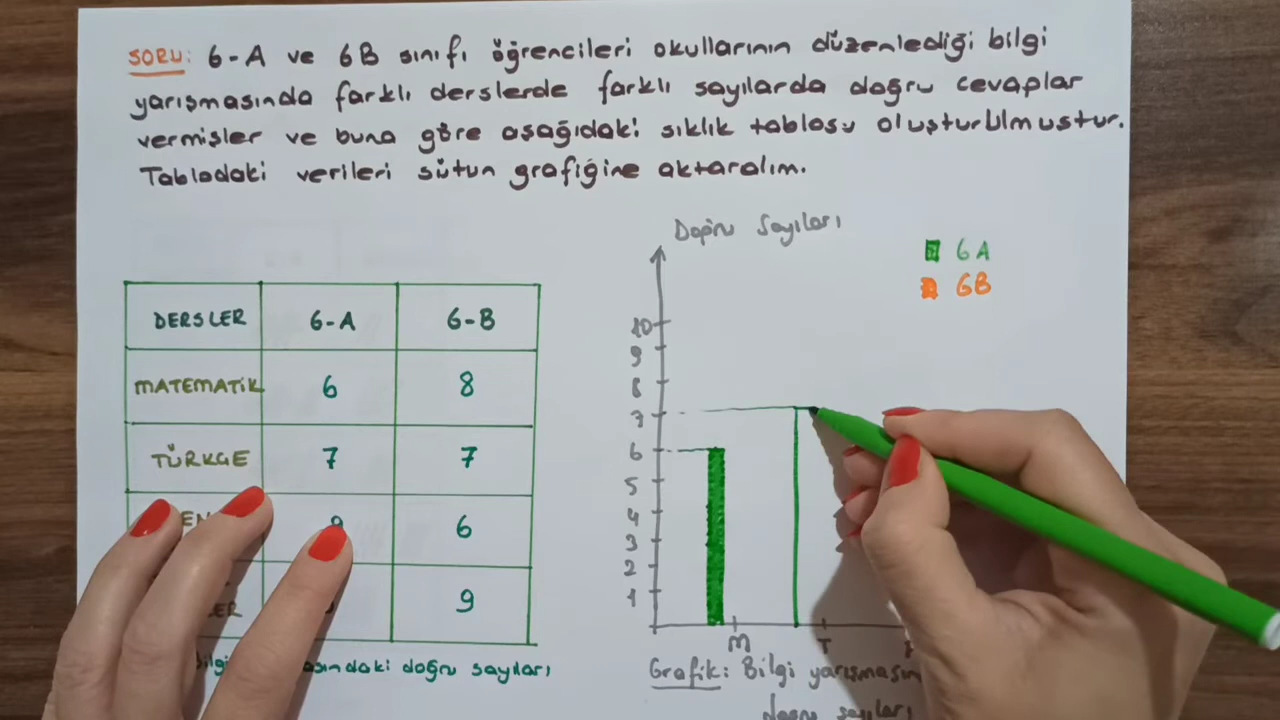 SORU: 6-A ve 6B sınıfı öğrencileri okullarının düzenlediği bilgi
yarışmasında farklı derslerde farklı sayılarda doğru cevaplar
vermişler ve buna göre aşağıdaki sıklık tablosu oluşturulmuştur.
Tablodaki verileri sütun grafiğine aktaralım.
DERSLER 6-A 6-B
MATEMATİK 6 8
TÜRKÇE 7 7
6
9
doğru sayıları
Doğru Sayıları
6A
6B
10
9
8
7
6
5
4
3
2
1
M T
Grafik: Bilgi
doğru sayıları